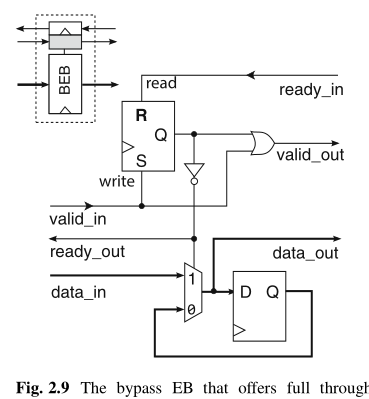 BEB
read
ready_in
R
Q
valid_out
S
write
valid_in
ready_out
data_out
data_in
1
D Q
0
Fig. 2.9 The bypass EB that offers full through